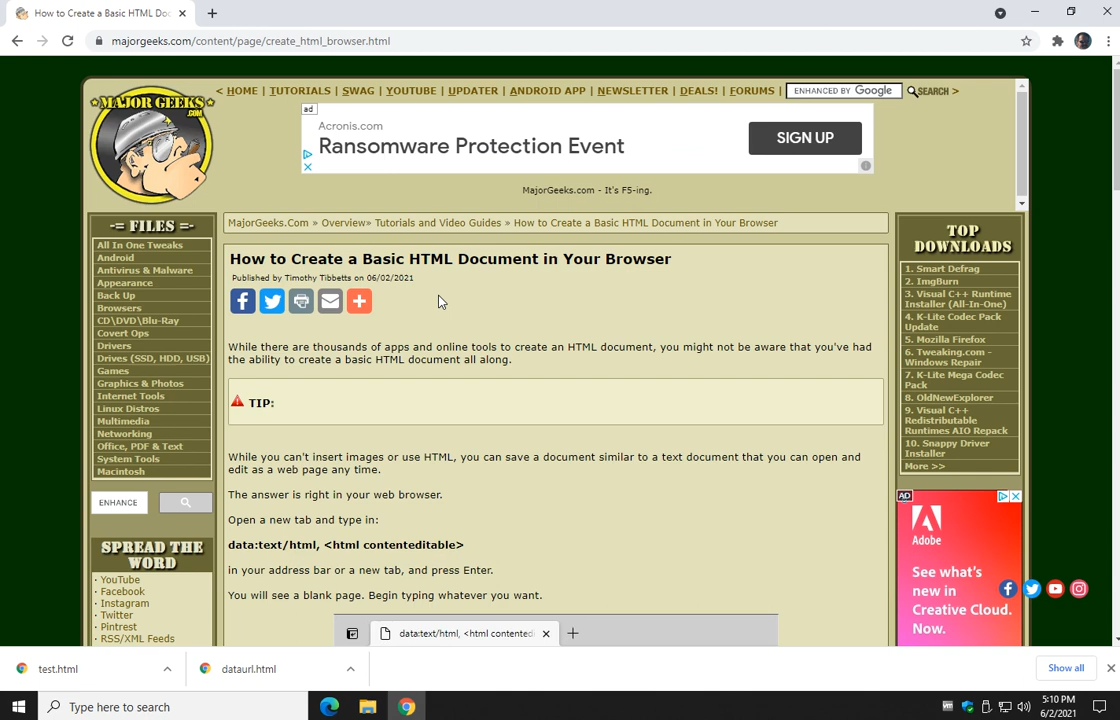 How to Create a Basic HTML Doc
majorgeeks.com/content/page/create_html_browser.html
MAJOR GEEKS
.COM
< HOME | TUTORIALS | SWAG | YOUTUBE | UPDATER | ANDROID APP | NEWSLETTER | DEALS! | FORUMS | ENHANCED BY Google SEARCH >
ad
Acronis.com
Ransomware Protection Event
SIGN UP
MajorGeeks.com - It's F5-ing.
-= FILES =-
All In One Tweaks
Android
Antivirus & Malware
Appearance
Back Up
Browsers
CD\DVD\Blu-Ray
Covert Ops
Drivers
Drives (SSD, HDD, USB)
Games
Graphics & Photos
Internet Tools
Linux Distros
Multimedia
Networking
Office, PDF & Text
System Tools
Macintosh
ENHANCE
SPREAD THE
WORD
· YouTube
· Facebook
· Instagram
· Twitter
· Pintrest
· RSS/XML Feeds
MajorGeeks.Com » Overview» Tutorials and Video Guides » How to Create a Basic HTML Document in Your Browser
How to Create a Basic HTML Document in Your Browser
Published by Timothy Tibbetts on 06/02/2021
While there are thousands of apps and online tools to create an HTML document, you might not be aware that you've had
the ability to create a basic HTML document all along.
TIP:
While you can't insert images or use HTML, you can save a document similar to a text document that you can open and
edit as a web page any time.
The answer is right in your web browser.
Open a new tab and type in:
data:text/html, <html contenteditable>
in your address bar or a new tab, and press Enter.
You will see a blank page. Begin typing whatever you want.
data:text/html, <html contented
TOP
DOWNLOADS
1. Smart Defrag
2. ImgBurn
3. Visual C++ Runtime
Installer (All-In-One)
4. K-Lite Codec Pack
Update
5. Mozilla Firefox
6. Tweaking.com -
Windows Repair
7. K-Lite Mega Codec
Pack
8. OldNewExplorer
9. Visual C++
Redistributable
Runtimes AIO Repack
10. Snappy Driver
Installer
More >>
AD
Adobe
See what's
new in
Creative Cloud.
Now.
test.html
dataurl.html
Show all
Type here to search
vm
5:10 PM
6/2/2021